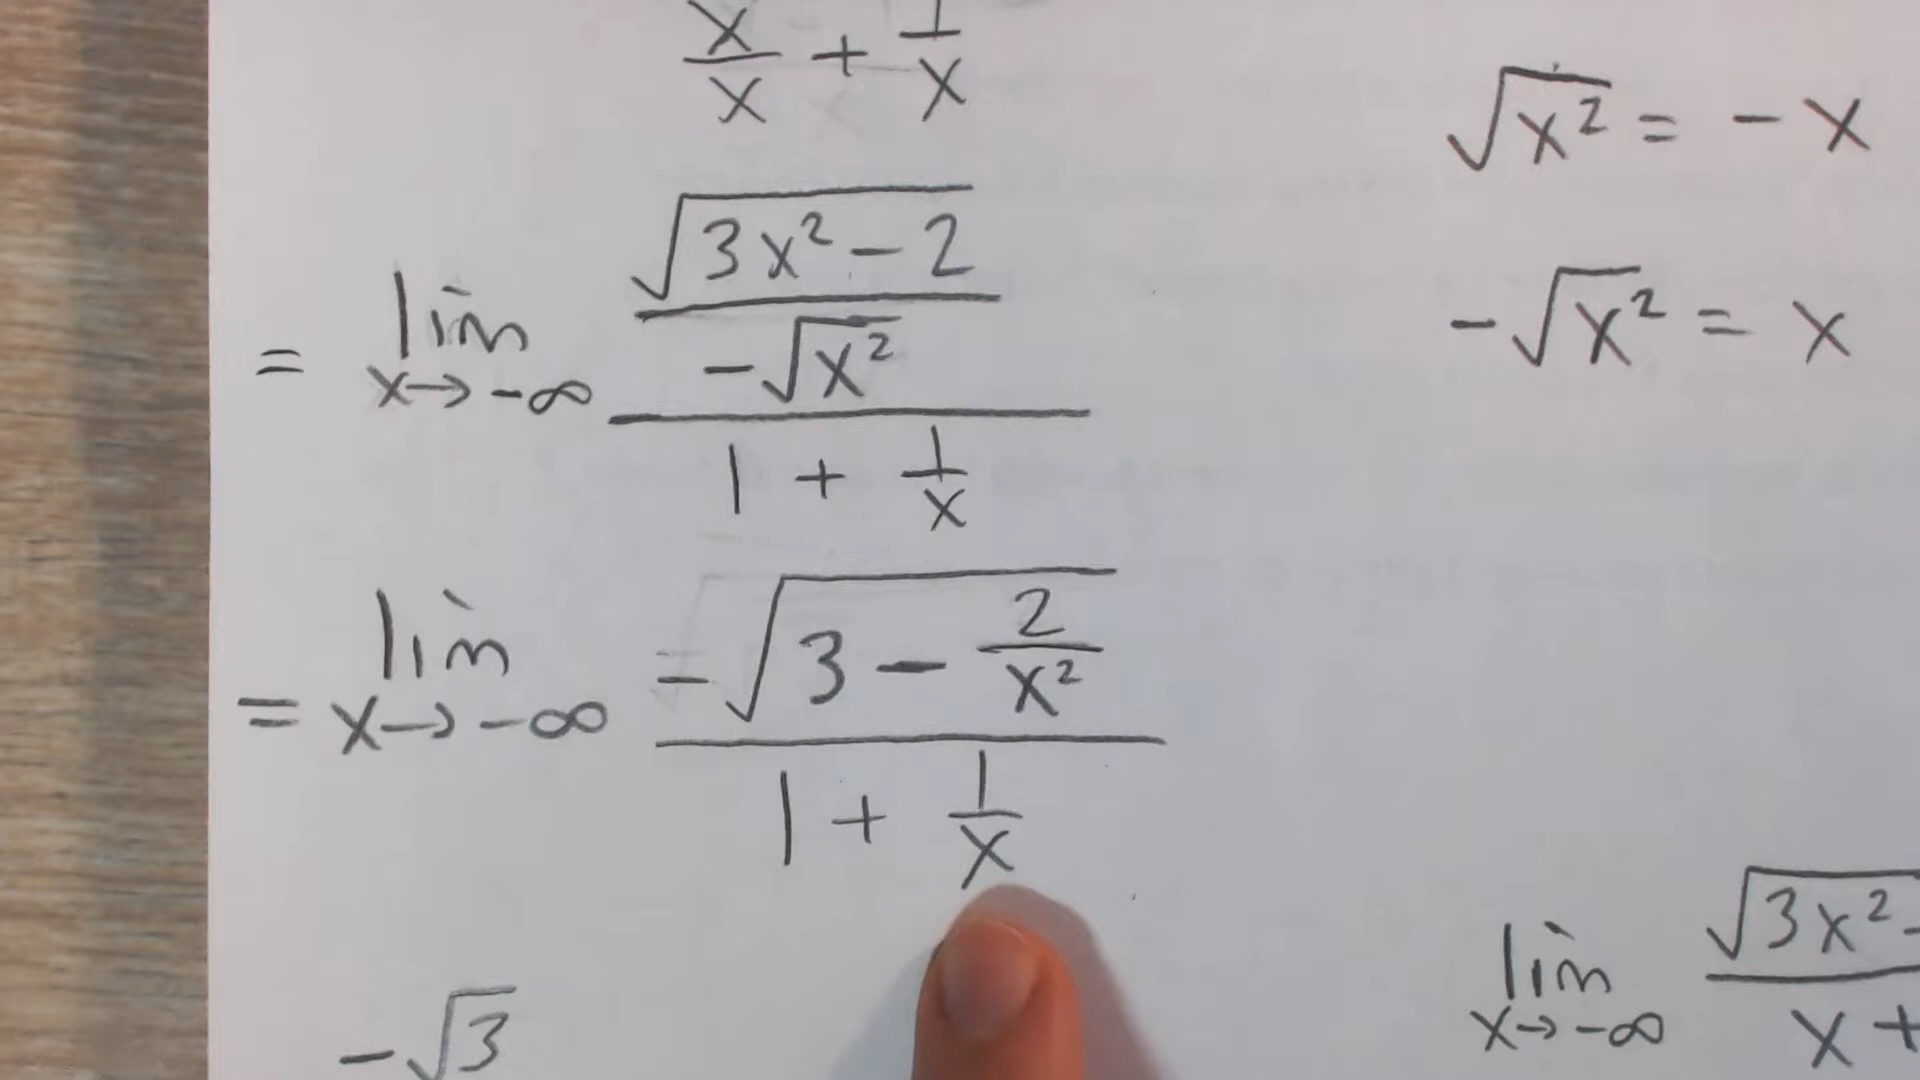 x/x + 1/x
√x² = -x
= lim x→-∞ (√(3x² - 2) / -√x²) / (1 + 1/x)
-√x² = x
= lim x→-∞ -√(3 - 2/x²) / (1 + 1/x)
-√3
lim x→-∞ √(3x² - / x +